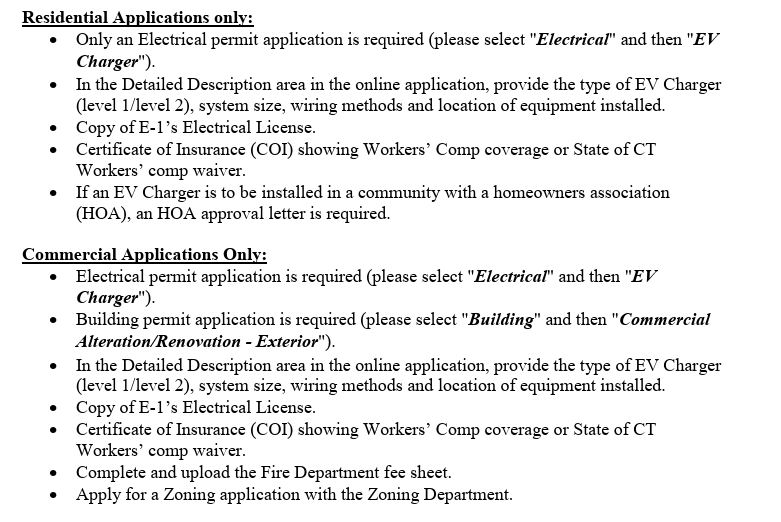 Residential Applications only:
• Only an Electrical permit application is required (please select "Electrical" and then "EV
Charger").
• In the Detailed Description area in the online application, provide the type of EV Charger
(level 1/level 2), system size, wiring methods and location of equipment installed.
• Copy of E-1’s Electrical License.
• Certificate of Insurance (COI) showing Workers’ Comp coverage or State of CT
Workers’ comp waiver.
• If an EV Charger is to be installed in a community with a homeowners association
(HOA), an HOA approval letter is required.
Commercial Applications Only:
• Electrical permit application is required (please select "Electrical" and then "EV
Charger").
• Building permit application is required (please select "Building" and then "Commercial
Alteration/Renovation - Exterior").
• In the Detailed Description area in the online application, provide the type of EV Charger
(level 1/level 2), system size, wiring methods and location of equipment installed.
• Copy of E-1’s Electrical License.
• Certificate of Insurance (COI) showing Workers’ Comp coverage or State of CT
Workers’ comp waiver.
• Complete and upload the Fire Department fee sheet.
• Apply for a Zoning application with the Zoning Department.